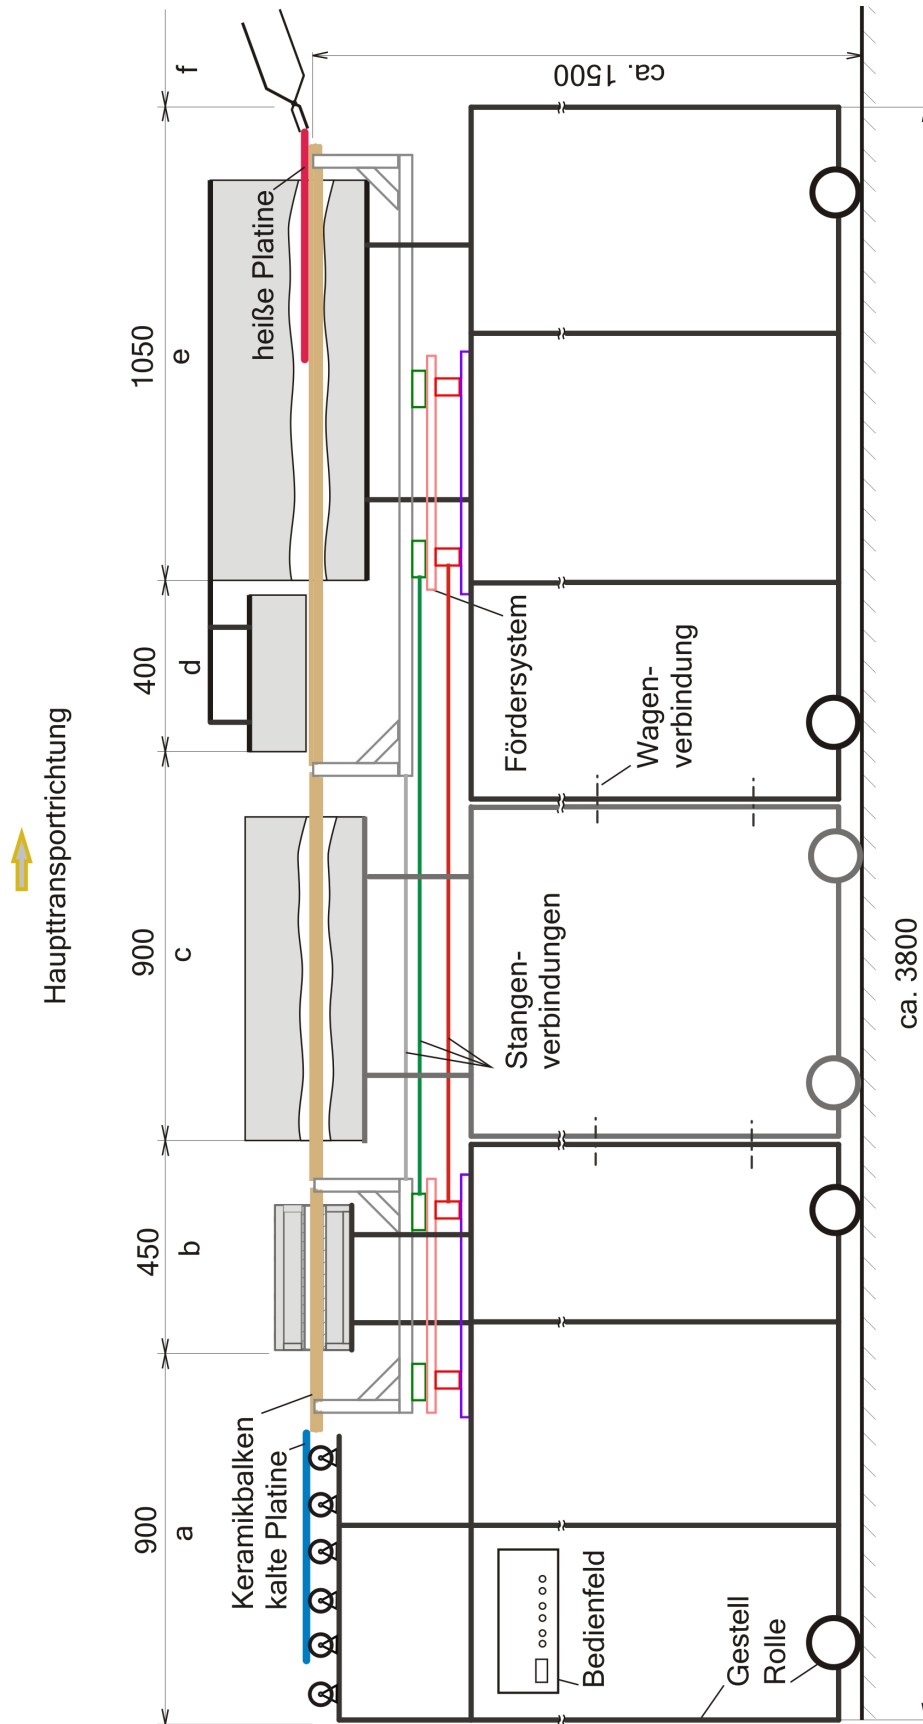 Haupttransportrichtung
900
450
900
400
1050
a
b
c
d
e
f
Keramikbalken
kalte Platine
heiße Platine
ca. 1500
Fördersystem
Stangen-
verbindungen
Wagen-
verbindung
Bedienfeld
Gestell
Rolle
ca. 3800